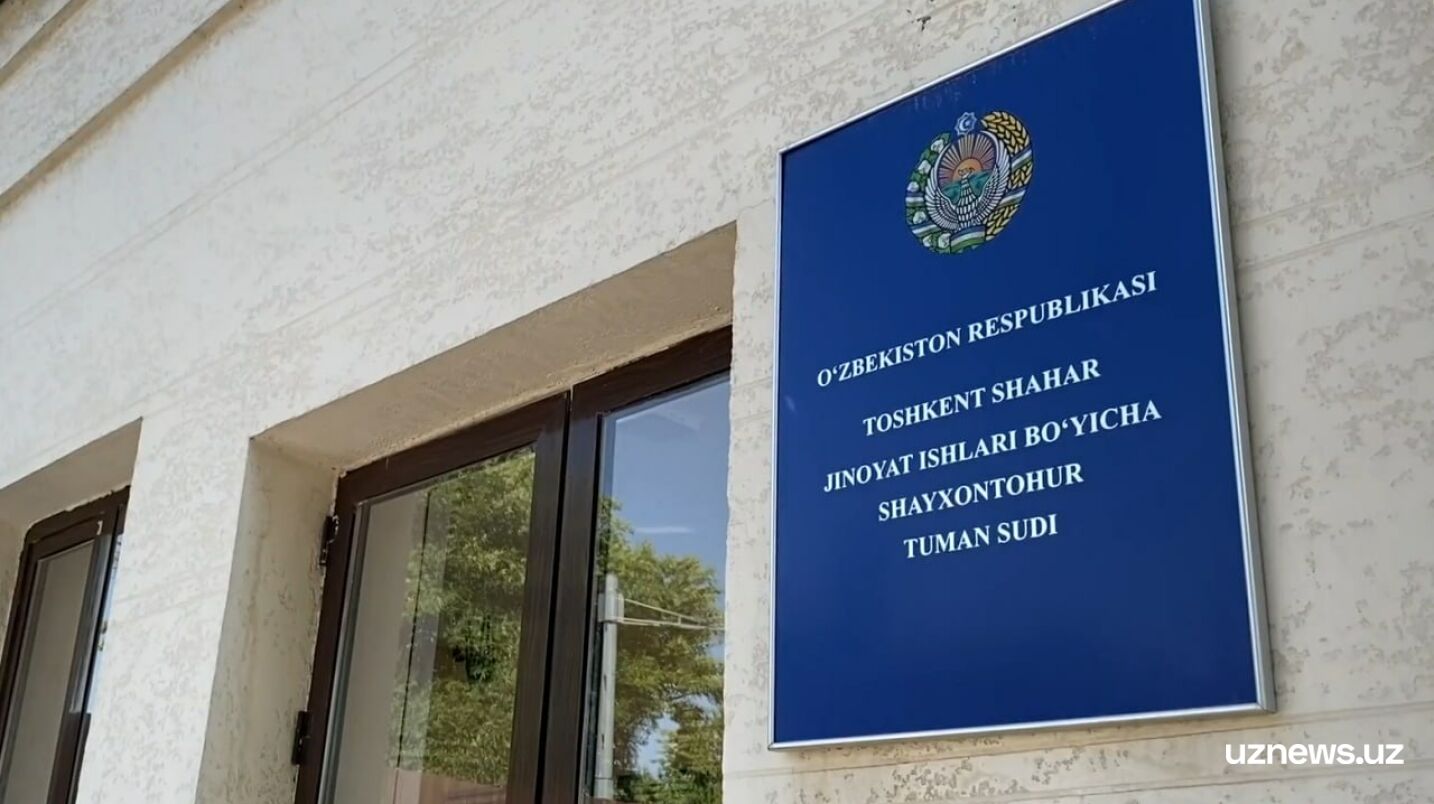 O‘ZBEKISTON RESPUBLIKASI
TOSHKENT SHAHAR
JINOYAT ISHLARI BO‘YICHA
SHAYXONTOHUR
TUMAN SUDI
uznews.uz